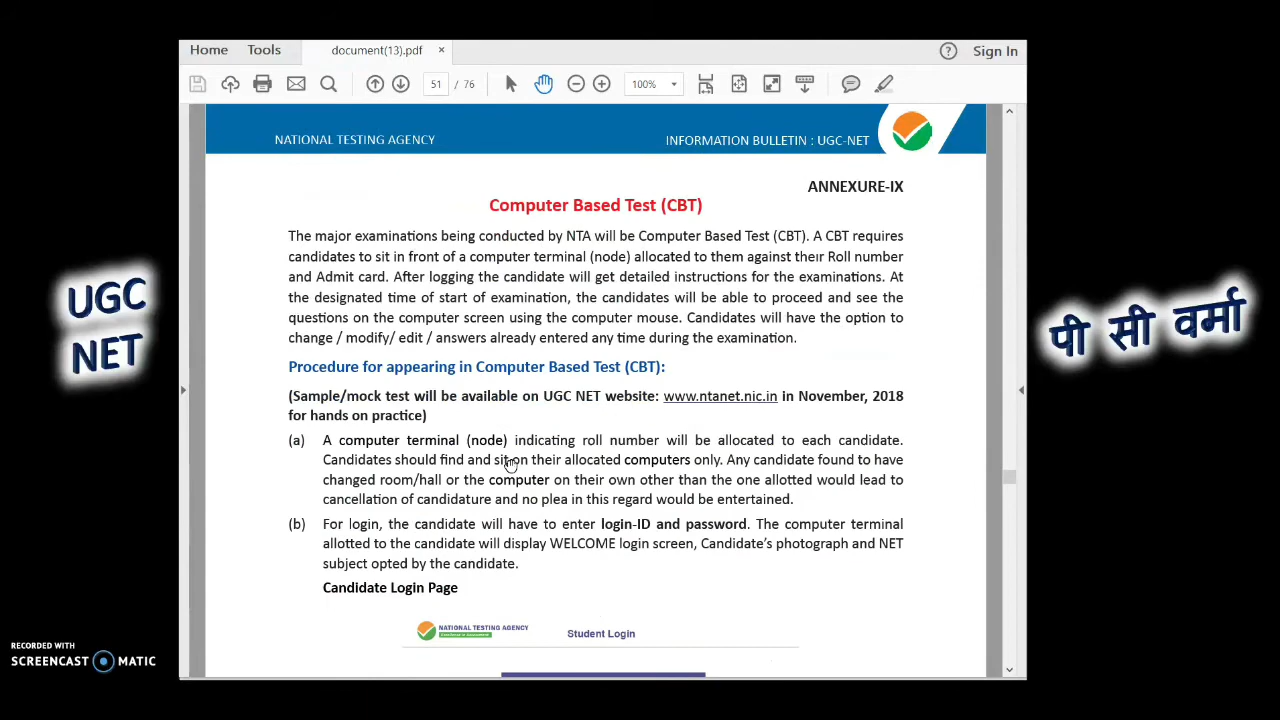 Home Tools document(13).pdf × ? Sign In
51 / 76 100%
NATIONAL TESTING AGENCY
INFORMATION BULLETIN : UGC-NET
ANNEXURE-IX
Computer Based Test (CBT)
The major examinations being conducted by NTA will be Computer Based Test (CBT). A CBT requires
candidates to sit in front of a computer terminal (node) allocated to them against their Roll number
and Admit card. After logging the candidate will get detailed instructions for the examinations. At
the designated time of start of examination, the candidates will be able to proceed and see the
questions on the computer screen using the computer mouse. Candidates will have the option to
change / modify/ edit / answers already entered any time during the examination.
Procedure for appearing in Computer Based Test (CBT):
(Sample/mock test will be available on UGC NET website: www.ntanet.nic.in in November, 2018
for hands on practice)
(a) A computer terminal (node) indicating roll number will be allocated to each candidate.
Candidates should find and sit on their allocated computers only. Any candidate found to have
changed room/hall or the computer on their own other than the one allotted would lead to
cancellation of candidature and no plea in this regard would be entertained.
(b) For login, the candidate will have to enter login-ID and password. The computer terminal
allotted to the candidate will display WELCOME login screen, Candidate's photograph and NET
subject opted by the candidate.
Candidate Login Page
NATIONAL TESTING AGENCY
Student Login
UGC
NET
पी सी वर्मा
RECORDED WITH
SCREENCAST MATIC